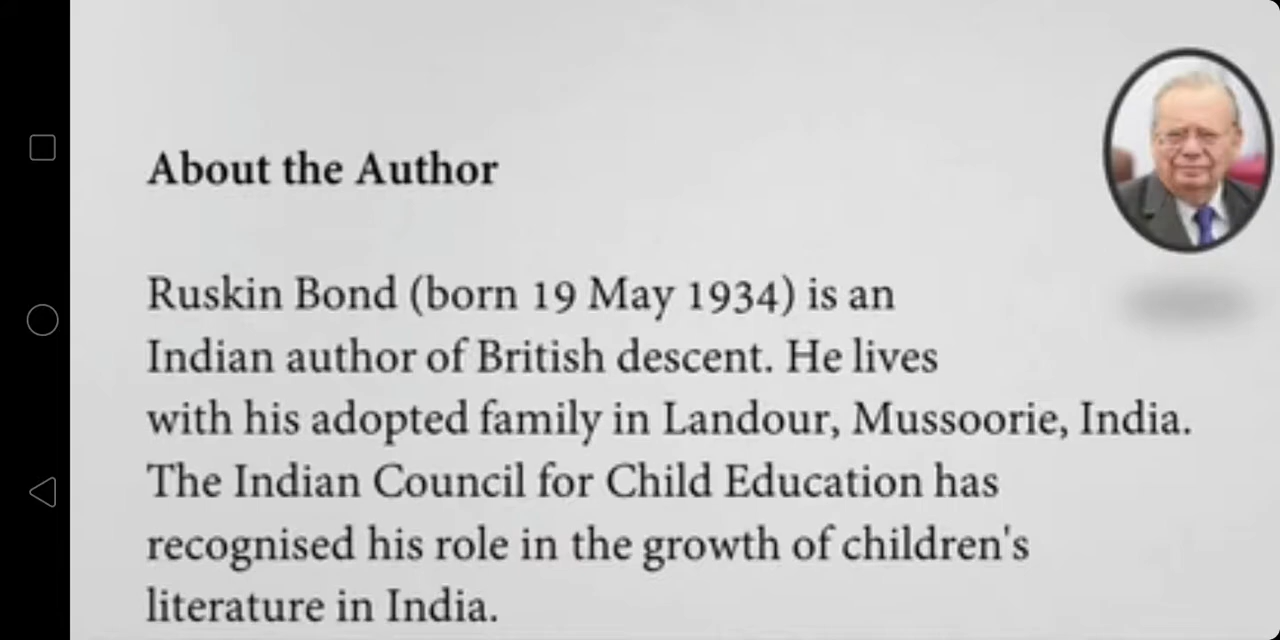 About the Author
Ruskin Bond (born 19 May 1934) is an
Indian author of British descent. He lives
with his adopted family in Landour, Mussoorie, India.
The Indian Council for Child Education has
recognised his role in the growth of children's
literature in India.